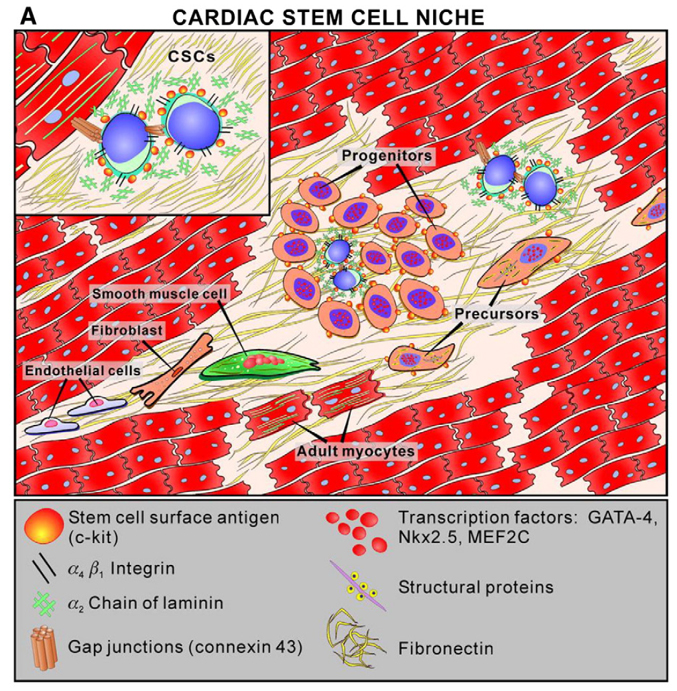 A
CARDIAC STEM CELL NICHE
CSCs
Progenitors
Smooth muscle cell
Precursors
Fibroblast
Endothelial cells
Adult myocytes
Stem cell surface antigen
(c-kit)
α4 β1 Integrin
α2 Chain of laminin
Gap junctions (connexin 43)
Transcription factors: GATA-4,
Nkx2.5, MEF2C
Structural proteins
Fibronectin